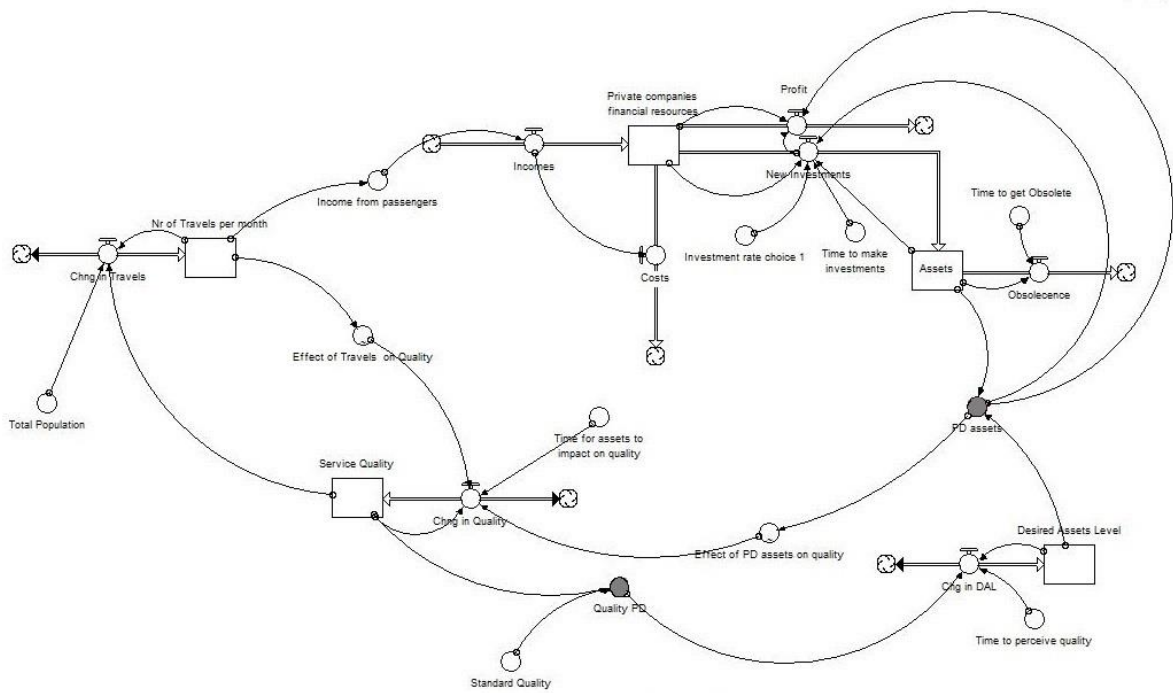 Profit
Private companies
financial resources
Incomes
New Investments
Income from passengers
Time to get Obsolete
Nr of Travels per month
Investment rate choice 1
Time to make
investments
Assets
Chng in Travels
Costs
Obsolecence
Effect of Travels on Quality
Total Population
PD assets
Time for assets to
impact on quality
Service Quality
Chng in Quality
Desired Assets Level
Effect of PD assets on quality
Chg in DAL
Quality PD
Time to perceive quality
Standard Quality